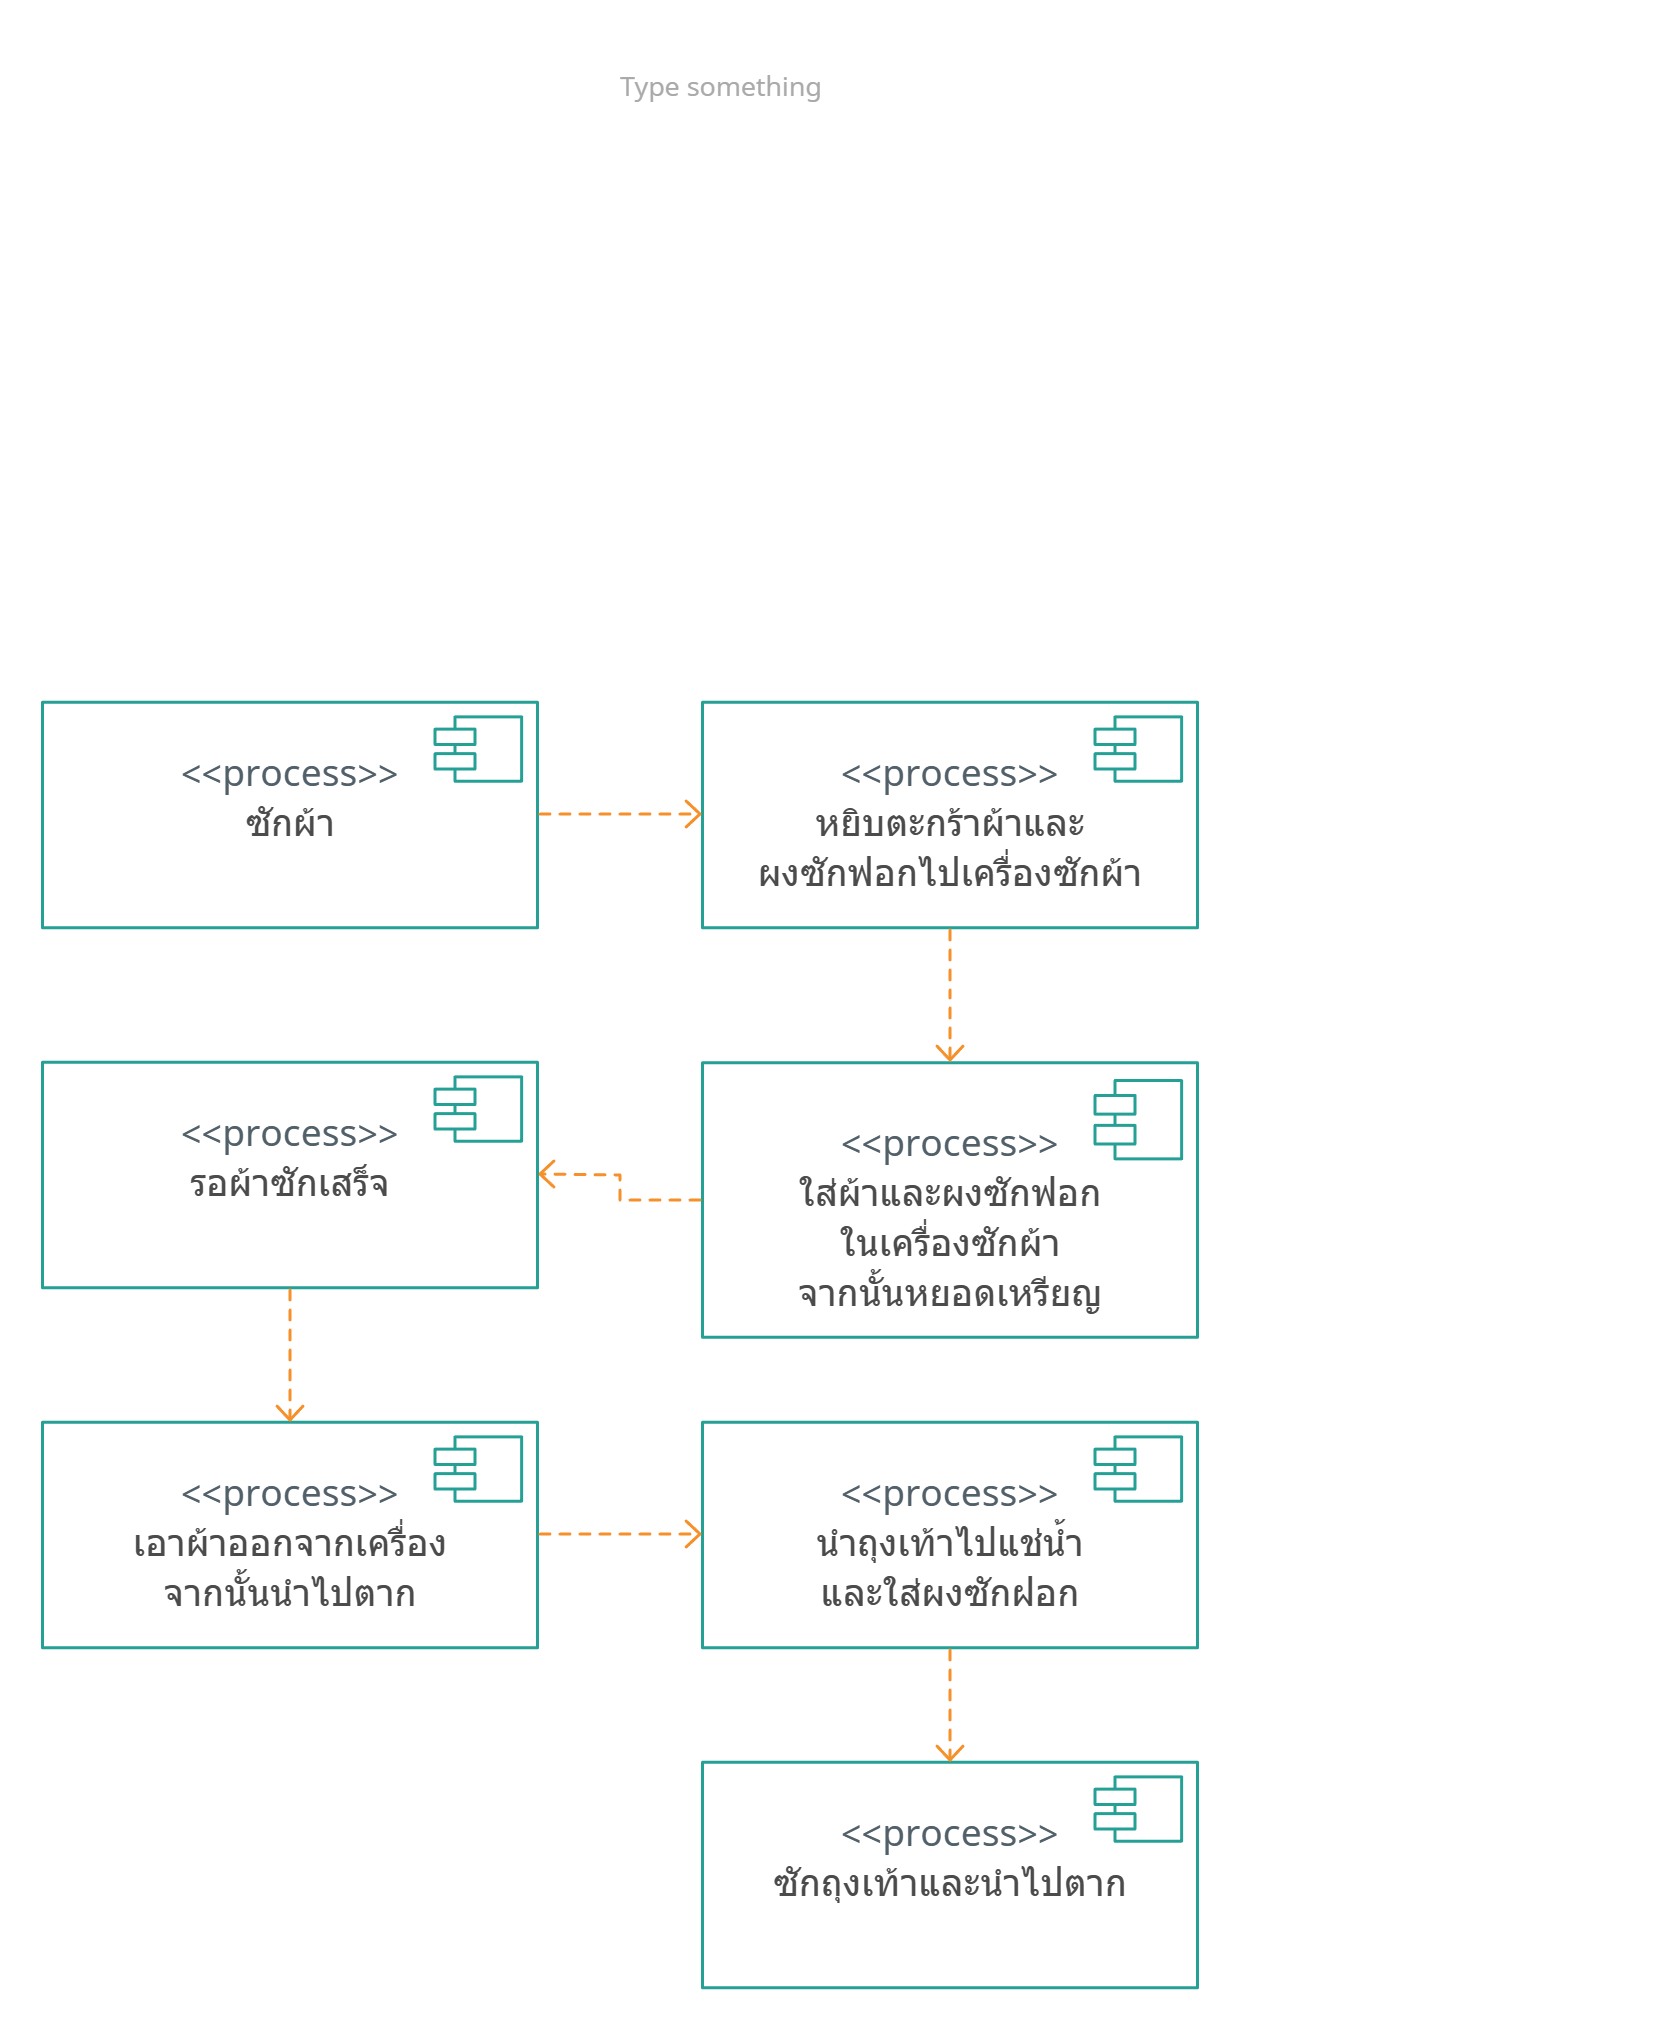 Type something
<<process>>
ซักผ้า
<<process>>
หยิบตะกร้าผ้าและ
ผงซักฟอกไปเครื่องซักผ้า
<<process>>
ใส่ผ้าและผงซักฟอก
ในเครื่องซักผ้า
จากนั้นหยอดเหรียญ
<<process>>
รอผ้าซักเสร็จ
<<process>>
เอาผ้าออกจากเครื่อง
จากนั้นนำไปตาก
<<process>>
นำถุงเท้าไปแช่น้ำ
และใส่ผงซักฝอก
<<process>>
ซักถุงเท้าและนำไปตาก